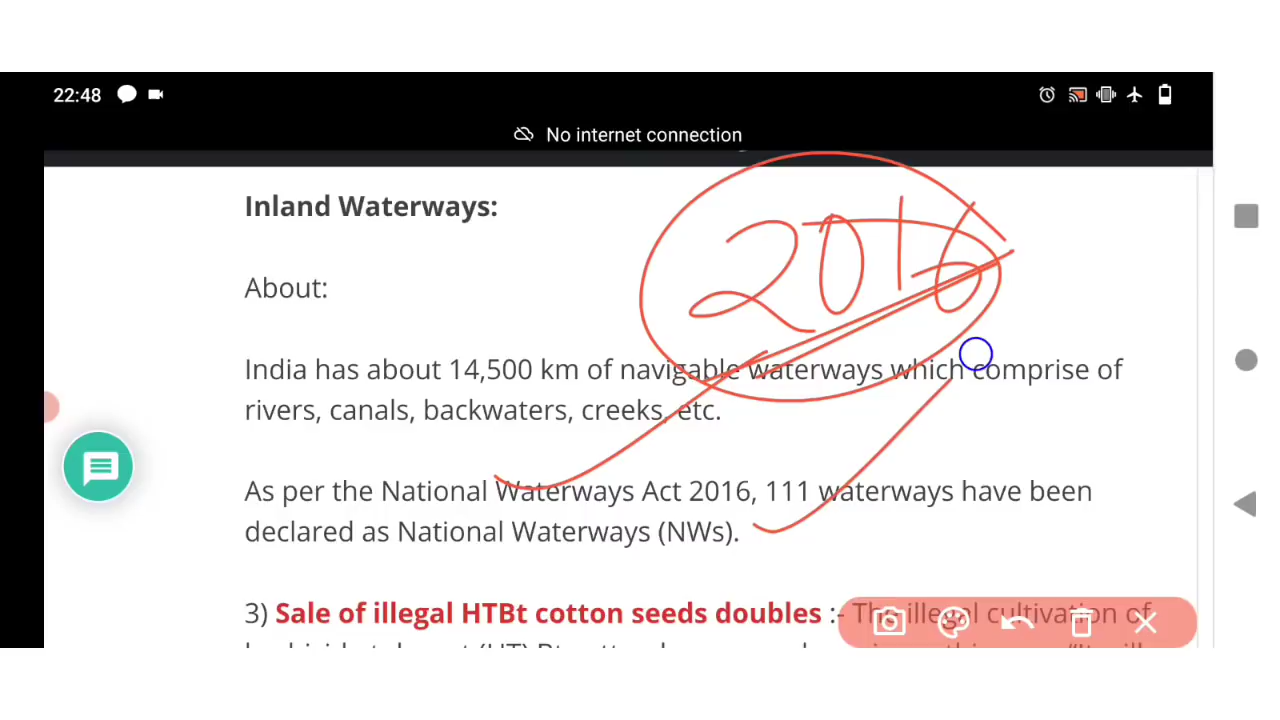 22:48
No internet connection
Inland Waterways:
2016
About:
India has about 14,500 km of navigable waterways which comprise of
rivers, canals, backwaters, creeks, etc.
As per the National Waterways Act 2016, 111 waterways have been
declared as National Waterways (NWs).
3) Sale of illegal HTBt cotton seeds doubles :- The illegal cultivation of